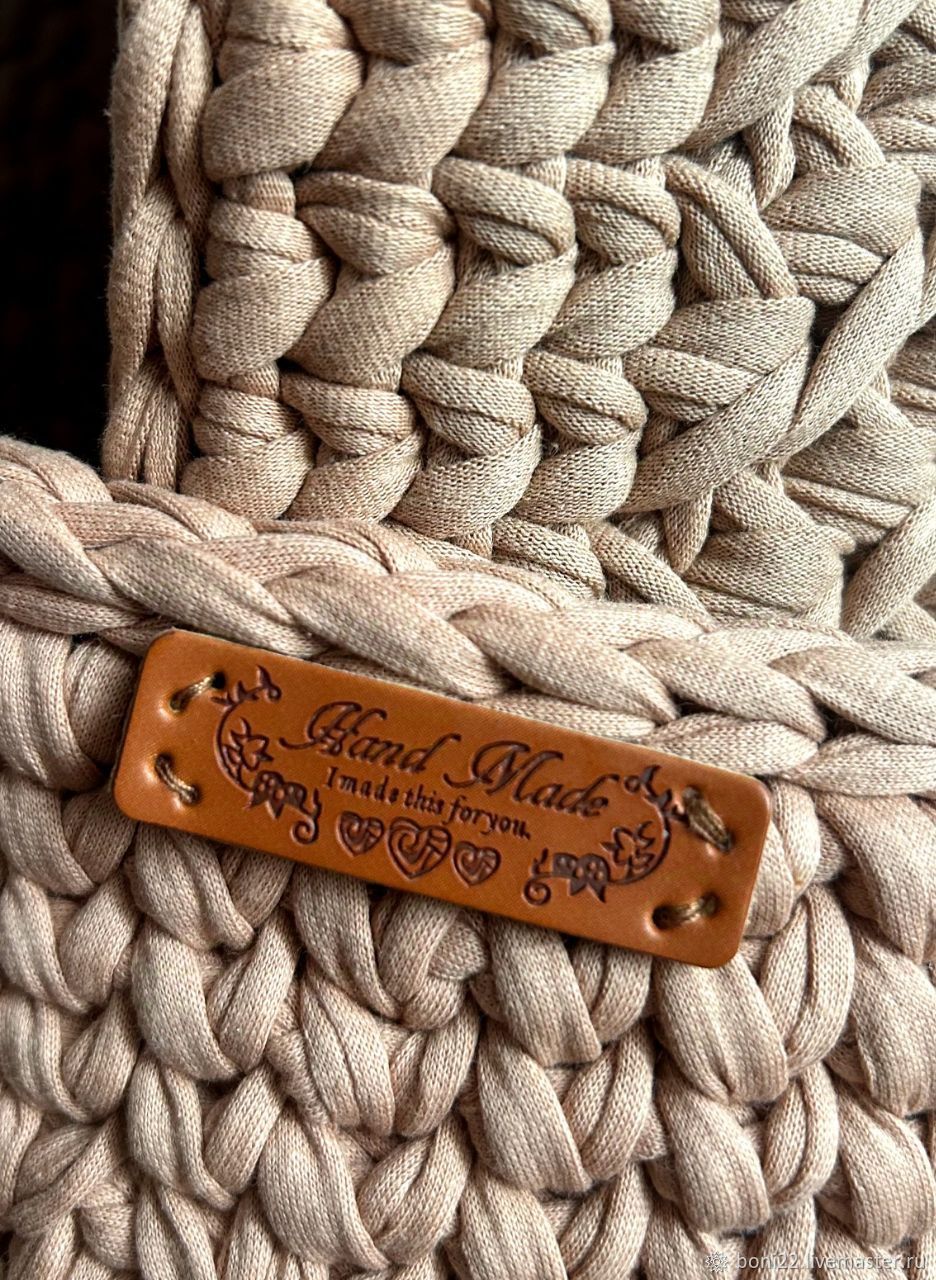 Hand Made
I made this for you.
boni22.livemaster.ru